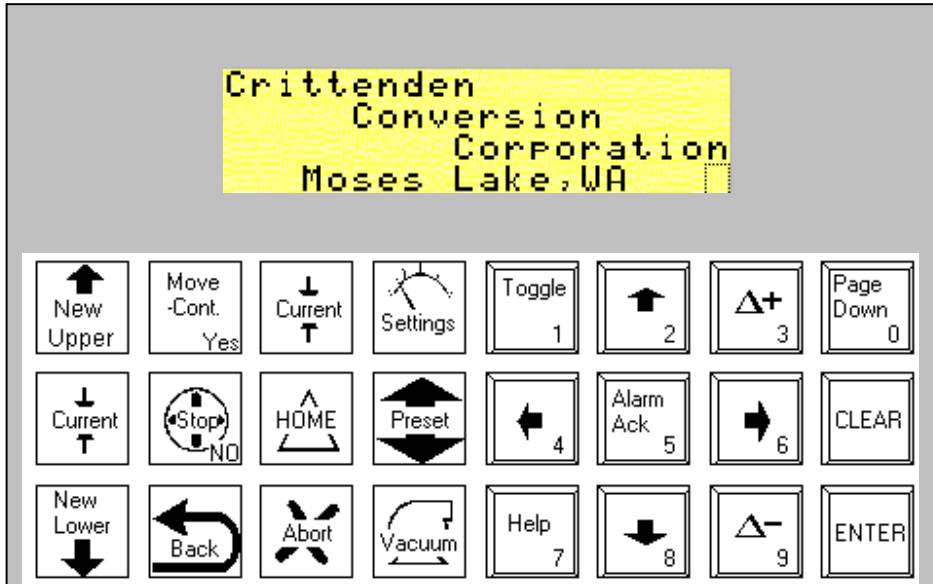 Crittenden
Conversion
Corporation
Moses Lake,WA
New
Upper
Move
-Cont.
Yes
Current
Settings
Toggle
1
2
Δ+
3
Page
Down
0
Current
Stop
NO
HOME
Preset
4
Alarm
Ack
5
6
CLEAR
New
Lower
Back
Abort
Vacuum
Help
7
8
Δ-
9
ENTER